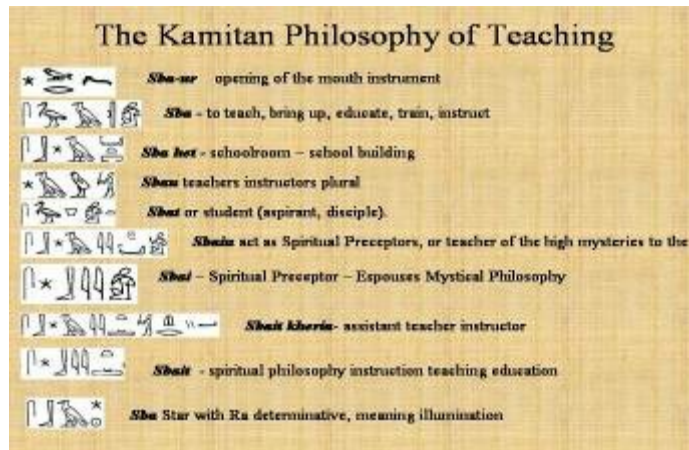 The Kamitan Philosophy of Teaching
Sba-ur opening of the mouth instrument
Sba - to teach, bring up, educate, train, instruct
Sba het - schoolroom – school building
Sbau teachers instructors plural
Sbat or student (aspirant, disciple).
act as Spiritual Preceptors, or teacher of the high mysteries to the
Sbai – Spiritual Preceptor – Espouses Mystical Philosophy
Sbait kheria- assistant teacher instructor
Sbait - spiritual philosophy instruction teaching education
Sba Star with Ra determinative, meaning illumination